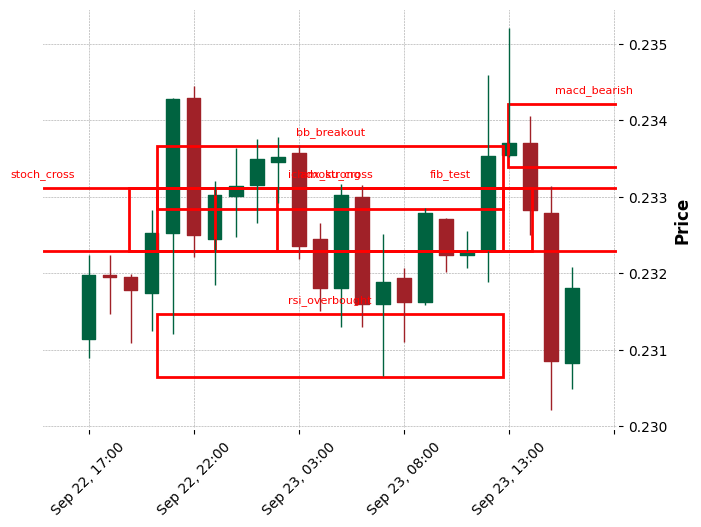 0.235
macd_bearish
0.234
bb_breakout
stoch_cross
fib_test
0.233
Price
0.232
rsi_overbought
0.231
0.230
Sep 22, 17:00
Sep 22, 22:00
Sep 23, 03:00
Sep 23, 08:00
Sep 23, 13:00